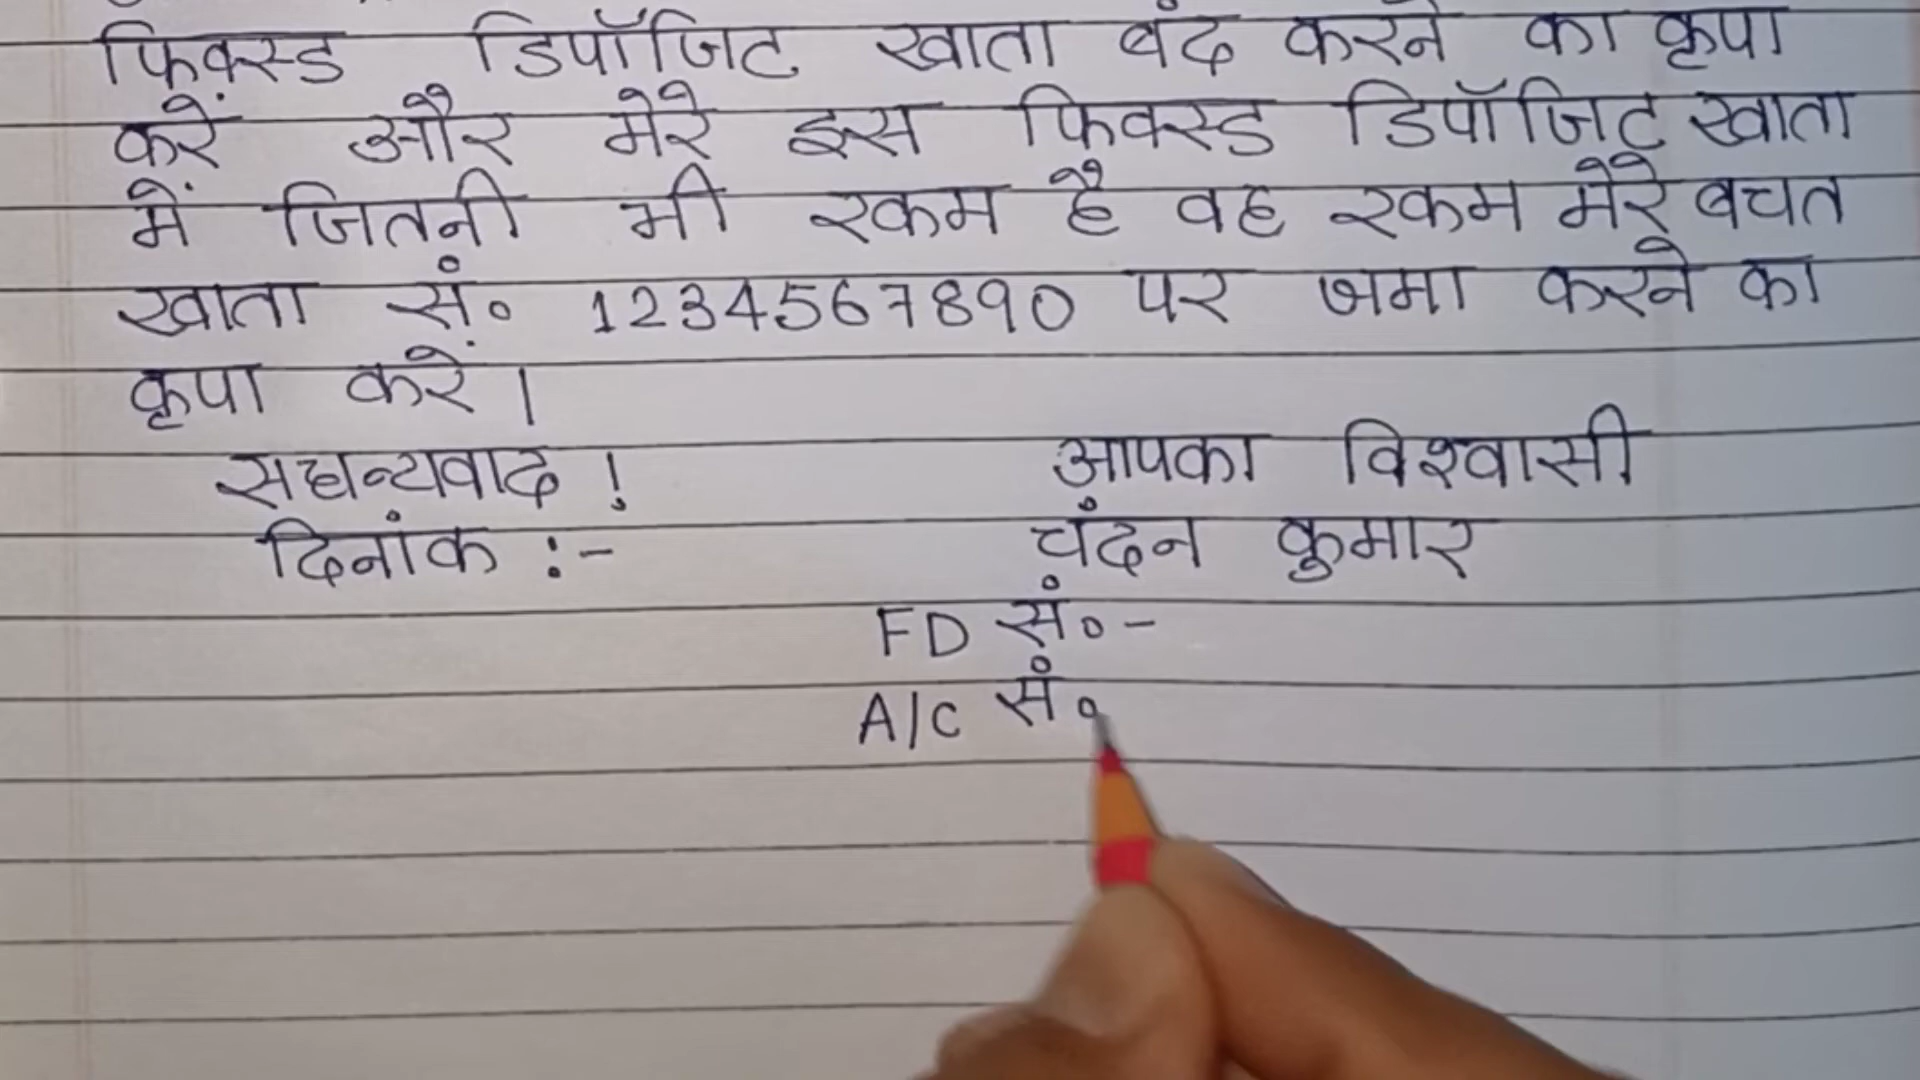 फिक्स्ड डिपॉजिट खाता बंद करने का कृपा
करें और मेरे इस फिक्स्ड डिपॉजिट खाता
में जितनी भी रकम है वह रकम मेरे बचत
खाता सं० 1234567890 पर जमा करने का
कृपा करें।
सधन्यवाद ! आपका विश्वासी
दिनांक :- चंदन कुमार
FD सं०-
A/C सं०